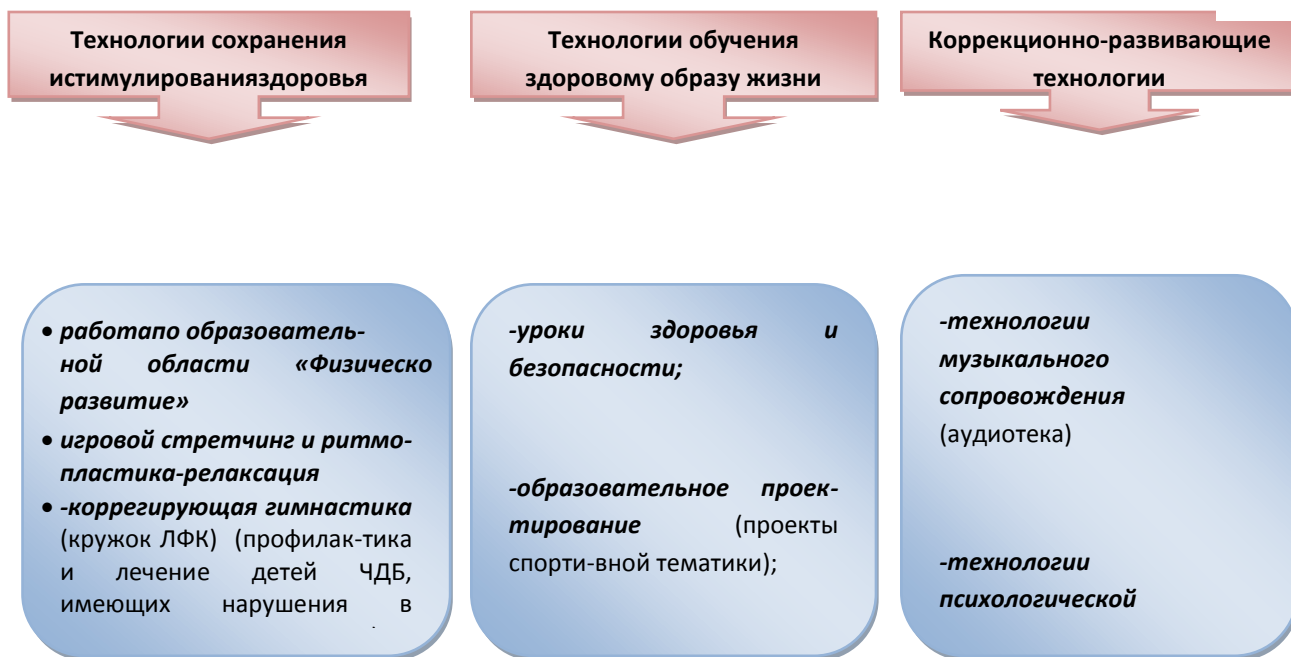 Технологии сохранения
истимулированияздоровья
Технологии обучения
здоровому образу жизни
Коррекционно-развивающие
технологии
• работапо образователь-
ной области «Физическо
развитие»
• игровой стретчинг и ритмо-
пластика-релаксация
• -коррегирующая гимнастика
(кружок ЛФК) (профилак-тика
и лечение детей ЧДБ,
имеющих нарушения в
-уроки здоровья и
безопасности;
-образовательное проек-
тирование (проекты
спорти-вной тематики);
-технологии
музыкального
сопровождения
(аудиотека)
-технологии
психологической